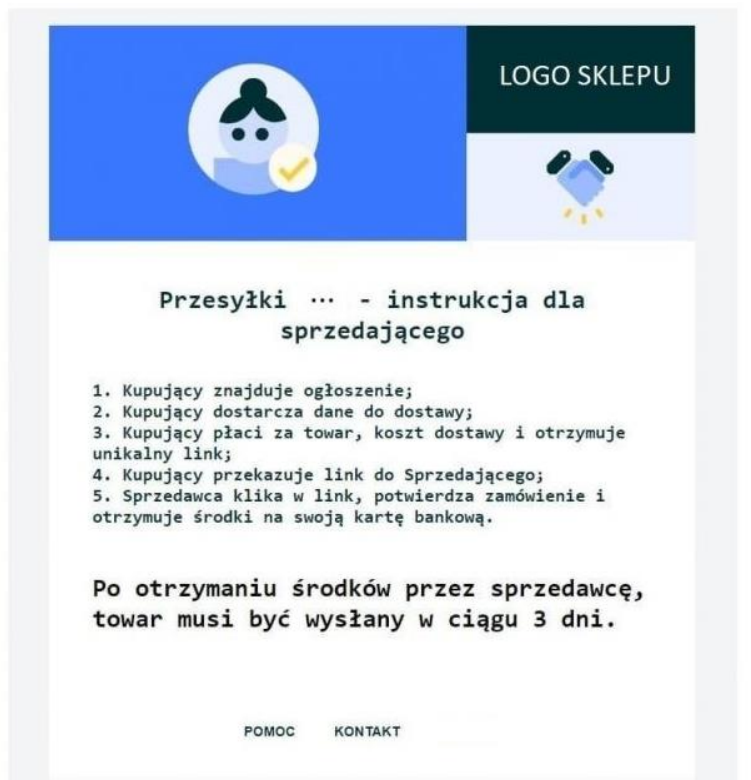 LOGO SKLEPU
Przesyłki ... - instrukcja dla
sprzedającego
1. Kupujący znajduje ogłoszenie;
2. Kupujący dostarcza dane do dostawy;
3. Kupujący płaci za towar, koszt dostawy i otrzymuje
unikalny link;
4. Kupujący przekazuje link do Sprzedającego;
5. Sprzedawca klika w link, potwierdza zamówienie i
otrzymuje środki na swoją kartę bankową.
Po otrzymaniu środków przez sprzedawcę,
towar musi być wysłany w ciągu 3 dni.
POMOC KONTAKT